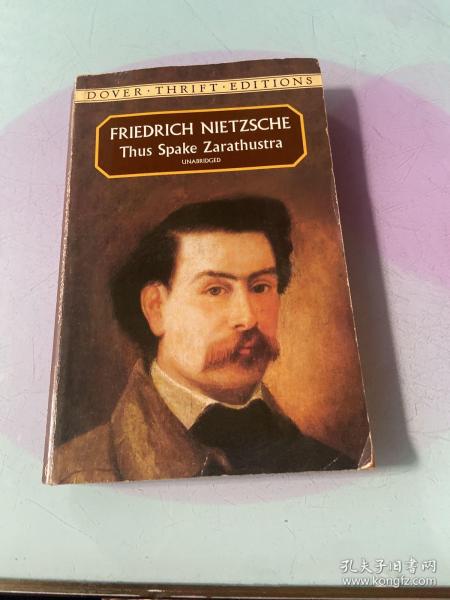 DOVER · THRIFT · EDITIONS
FRIEDRICH NIETZSCHE
Thus Spake Zarathustra
UNABRIDGED
孔夫子旧书网
www.kongfz.com